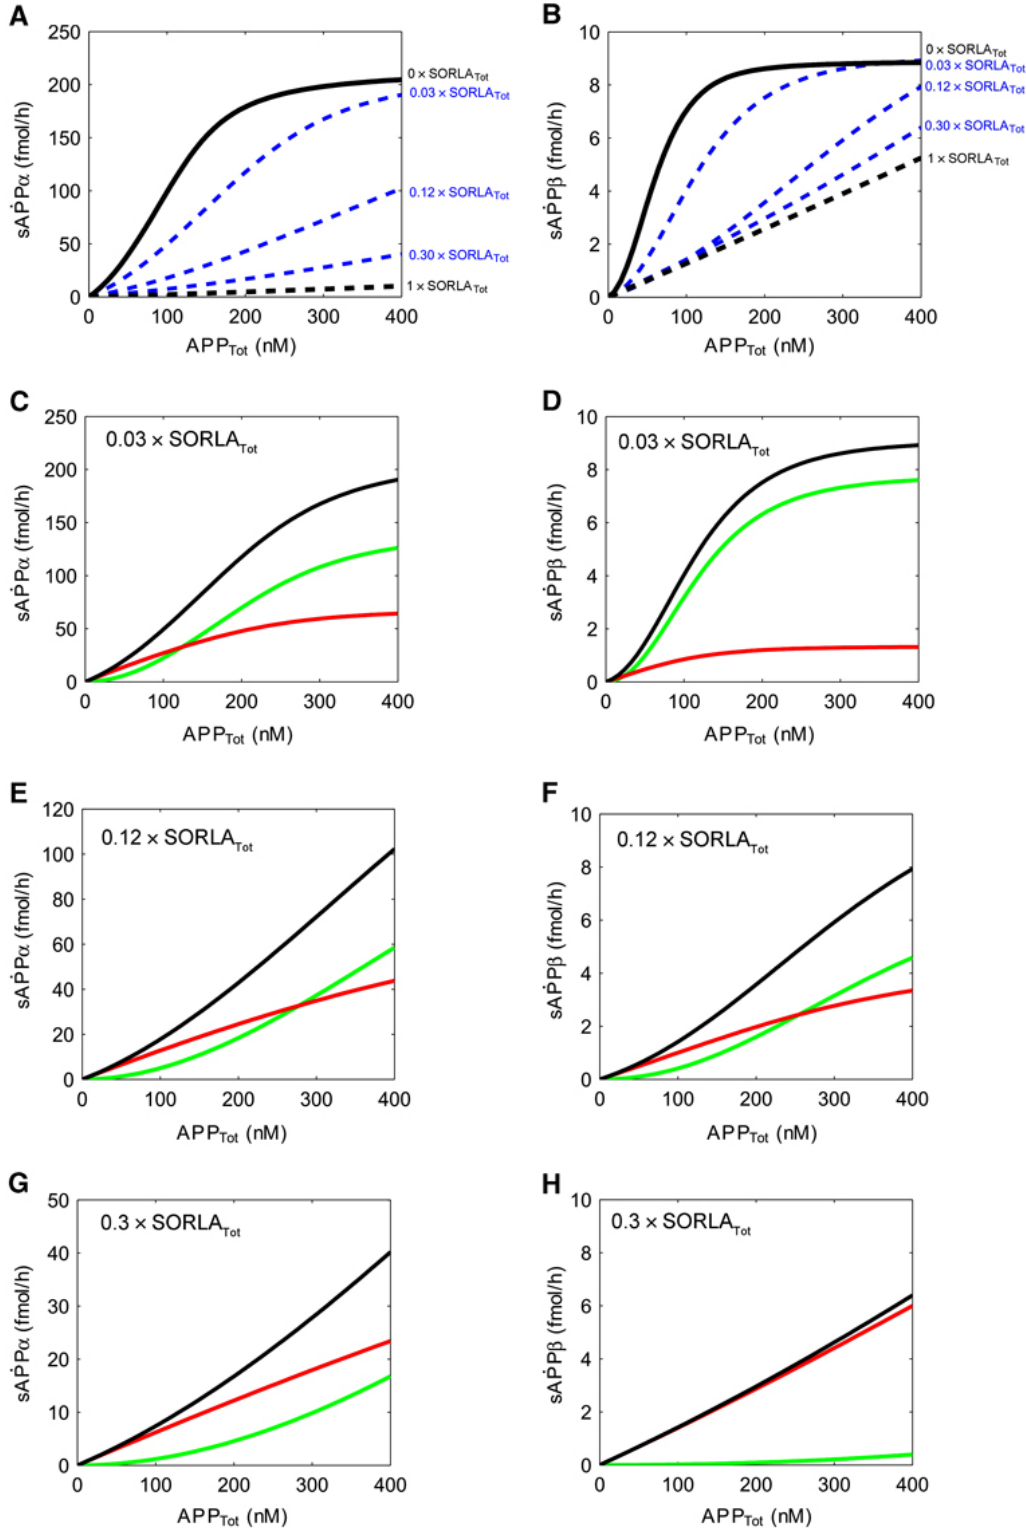 A
250
200
150
100
50
0
0 100 200 300 400
sAṖPα (fmol/h)
APPTot (nM)
0 × SORLATot
0.03 × SORLATot
0.12 × SORLATot
0.30 × SORLATot
1 × SORLATot
B
10
8
6
4
2
0
0 100 200 300 400
sAṖPβ (fmol/h)
APPTot (nM)
0 × SORLATot
0.03 × SORLATot
0.12 × SORLATot
0.30 × SORLATot
1 × SORLATot
C
0.03 × SORLATot
250
200
150
100
50
0
0 100 200 300 400
sAṖPα (fmol/h)
APPTot (nM)
D
0.03 × SORLATot
10
8
6
4
2
0
0 100 200 300 400
sAṖPβ (fmol/h)
APPTot (nM)
E
0.12 × SORLATot
120
100
80
60
40
20
0
0 100 200 300 400
sAṖPα (fmol/h)
APPTot (nM)
F
0.12 × SORLATot
10
8
6
4
2
0
0 100 200 300 400
sAṖPβ (fmol/h)
APPTot (nM)
G
0.3 × SORLATot
50
40
30
20
10
0
0 100 200 300 400
sAṖPα (fmol/h)
APPTot (nM)
H
0.3 × SORLATot
10
8
6
4
2
0
0 100 200 300 400
sAṖPβ (fmol/h)
APPTot (nM)